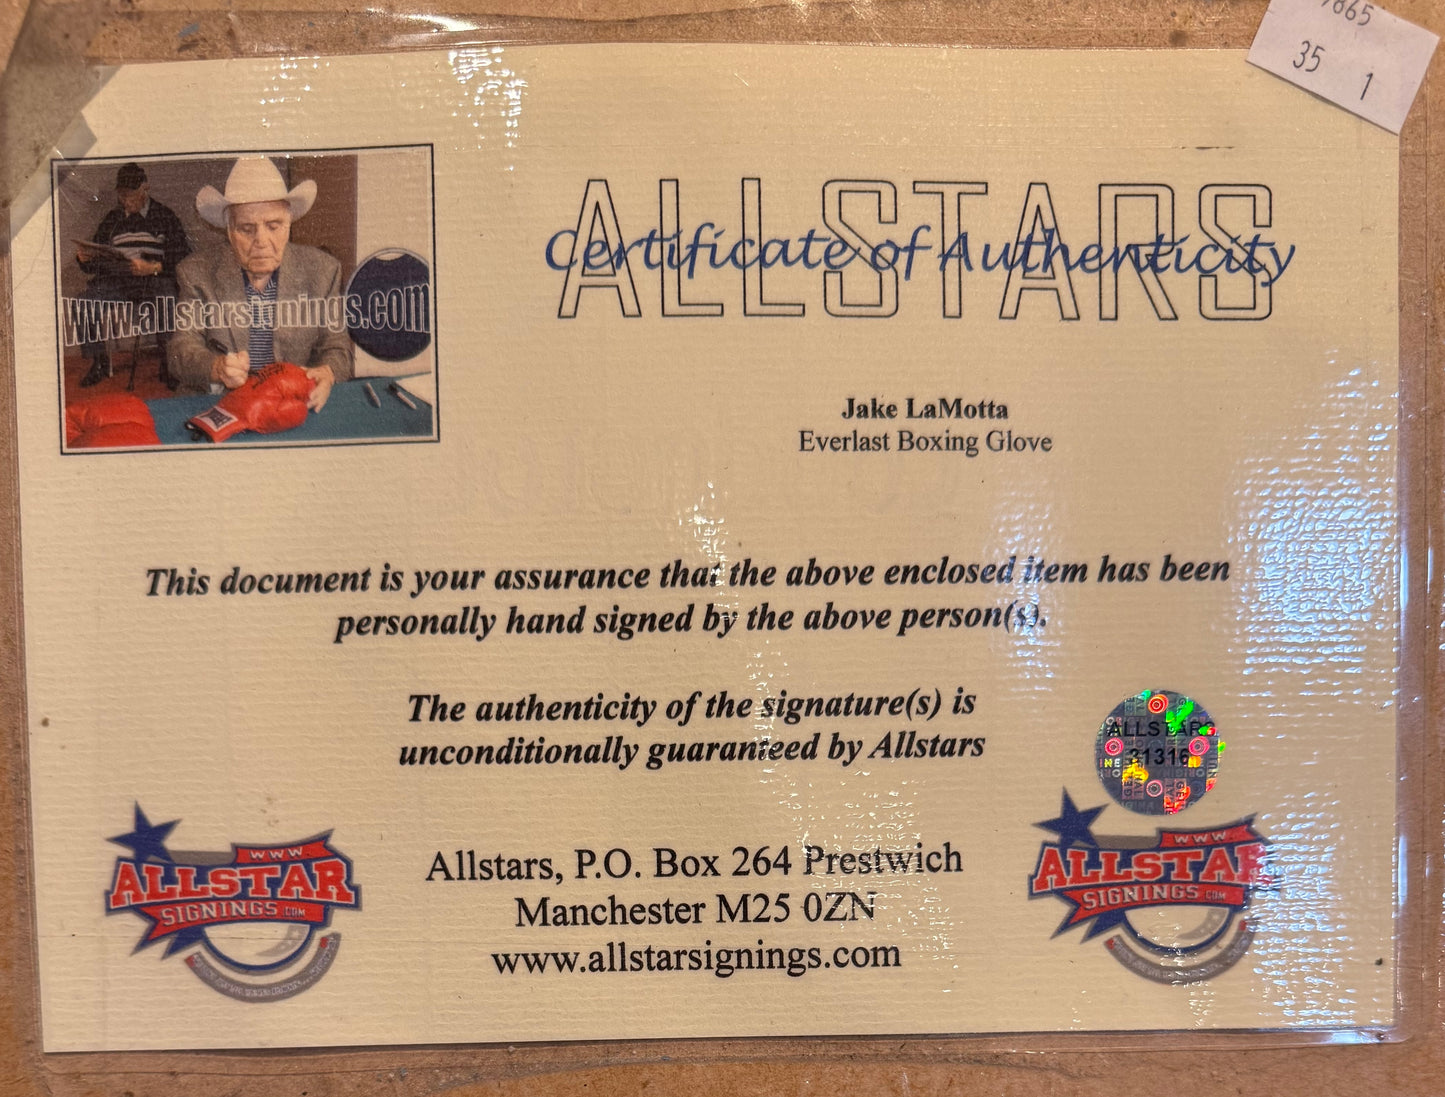 35 1
www.allstarsignings.com
ALLSTARS
Certificate of Authenticity
Jake LaMotta
Everlast Boxing Glove
This document is your assurance that the above enclosed item has been
personally hand signed by the above person(s).
The authenticity of the signature(s) is
unconditionally guaranteed by Allstars
ALLSTARS
WWW
ALLSTAR
SIGNINGS.COM
Allstars, P.O. Box 264 Prestwich
Manchester M25 0ZN
www.allstarsignings.com
WWW
ALLSTAR
SIGNINGS.COM